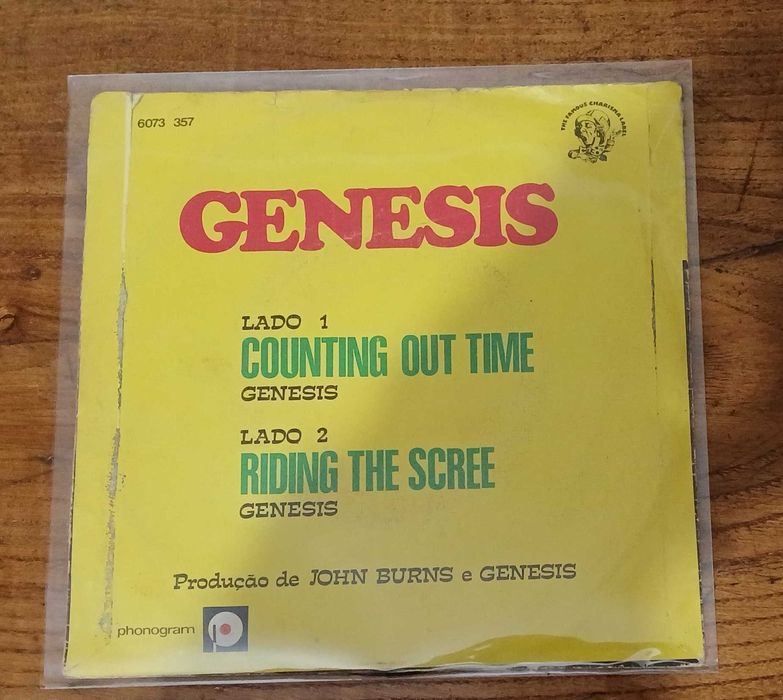 6073 357
THE FAMOUS CHARISMA LABEL
GENESIS
LADO 1
COUNTING OUT TIME
GENESIS
LADO 2
RIDING THE SCREE
GENESIS
Produção de JOHN BURNS e GENESIS
phonogram